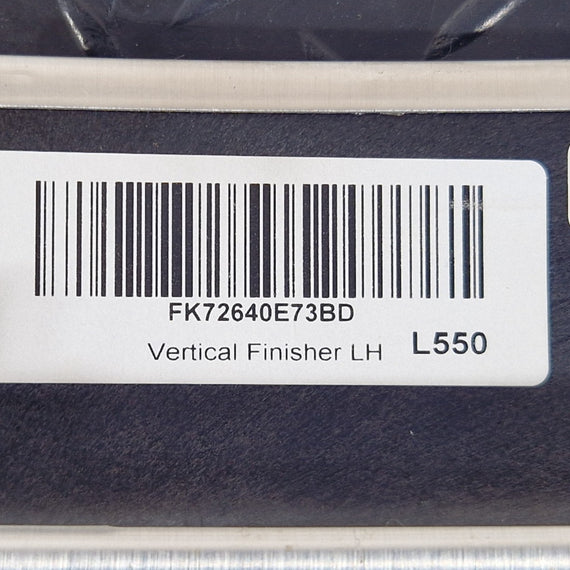 FK72640E73BD
Vertical Finisher LH L550